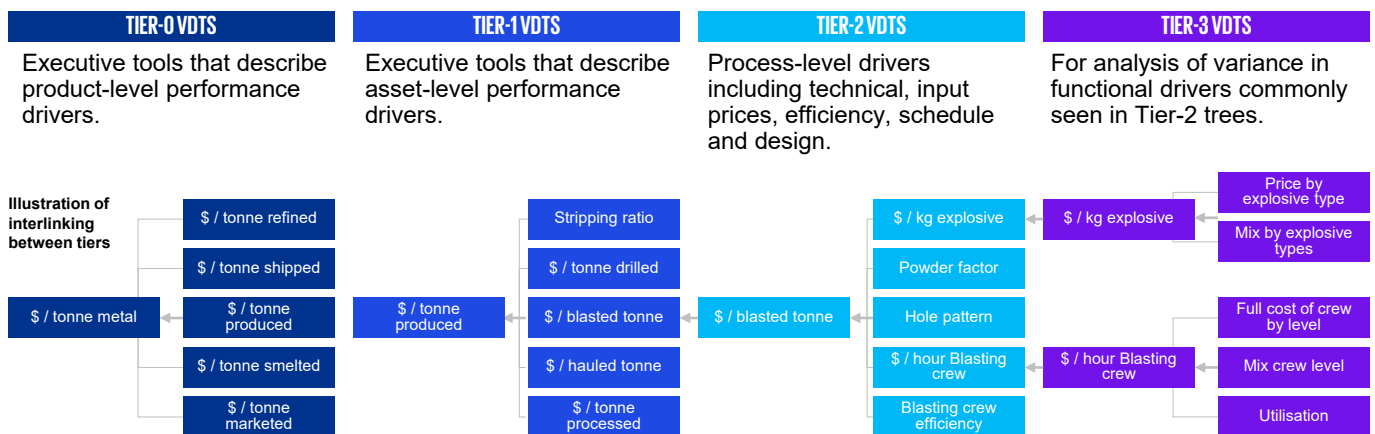 TIER-0 VDTS
TIER-1 VDTS
TIER-2 VDTS
TIER-3 VDTS
Executive tools that describe
product-level performance
drivers.
Executive tools that describe
asset-level performance
drivers.
Process-level drivers
including technical, input
prices, efficiency, schedule
and design.
For analysis of variance in
functional drivers commonly
seen in Tier-2 trees.
Illustration of
interlinking
between tiers
$ / tonne metal
$ / tonne refined
$ / tonne shipped
$ / tonne
produced
$ / tonne smelted
$ / tonne
marketed
$ / tonne
produced
Stripping ratio
$ / tonne drilled
$ / blasted tonne
$ / hauled tonne
$ / tonne
processed
$ / blasted tonne
$ / kg explosive
Powder factor
Hole pattern
$ / hour Blasting
crew
Blasting crew
efficiency
$ / kg explosive
Price by
explosive type
Mix by explosive
types
$ / hour Blasting
crew
Full cost of crew
by level
Mix crew level
Utilisation